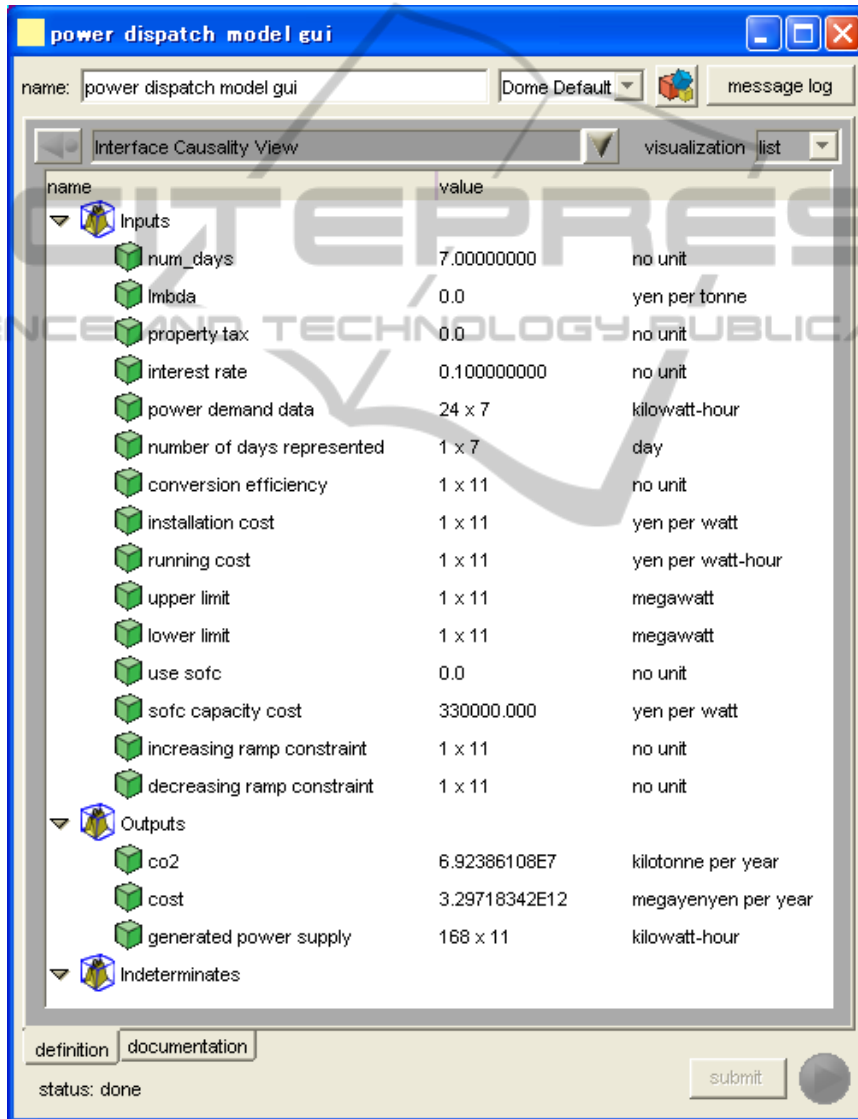 power dispatch model gui
name: power dispatch model gui Dome Default message log
Interface Causality View visualization list
name value
Inputs
num_days 7.00000000 no unit
lmbda 0.0 yen per tonne
property tax 0.0 no unit
interest rate 0.100000000 no unit
power demand data 24 x 7 kilowatt-hour
number of days represented 1 x 7 day
conversion efficiency 1 x 11 no unit
installation cost 1 x 11 yen per watt
running cost 1 x 11 yen per watt-hour
upper limit 1 x 11 megawatt
lower limit 1 x 11 megawatt
use sofc 0.0 no unit
sofc capacity cost 330000.000 yen per watt
increasing ramp constraint 1 x 11 no unit
decreasing ramp constraint 1 x 11 no unit
Outputs
co2 6.92386108E7 kilotonne per year
cost 3.29718342E12 megayenyen per year
generated power supply 168 x 11 kilowatt-hour
Indeterminates
definition documentation
status: done submit
CITEPRES
ENCE AND TECHNOLOGY PUBLICA